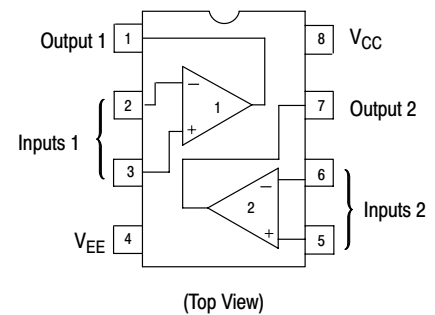 Output 1
1
8
VCC
2
−
1
7
Output 2
Inputs 1
+
3
6
−
2
Inputs 2
VEE
4
+
5
(Top View)